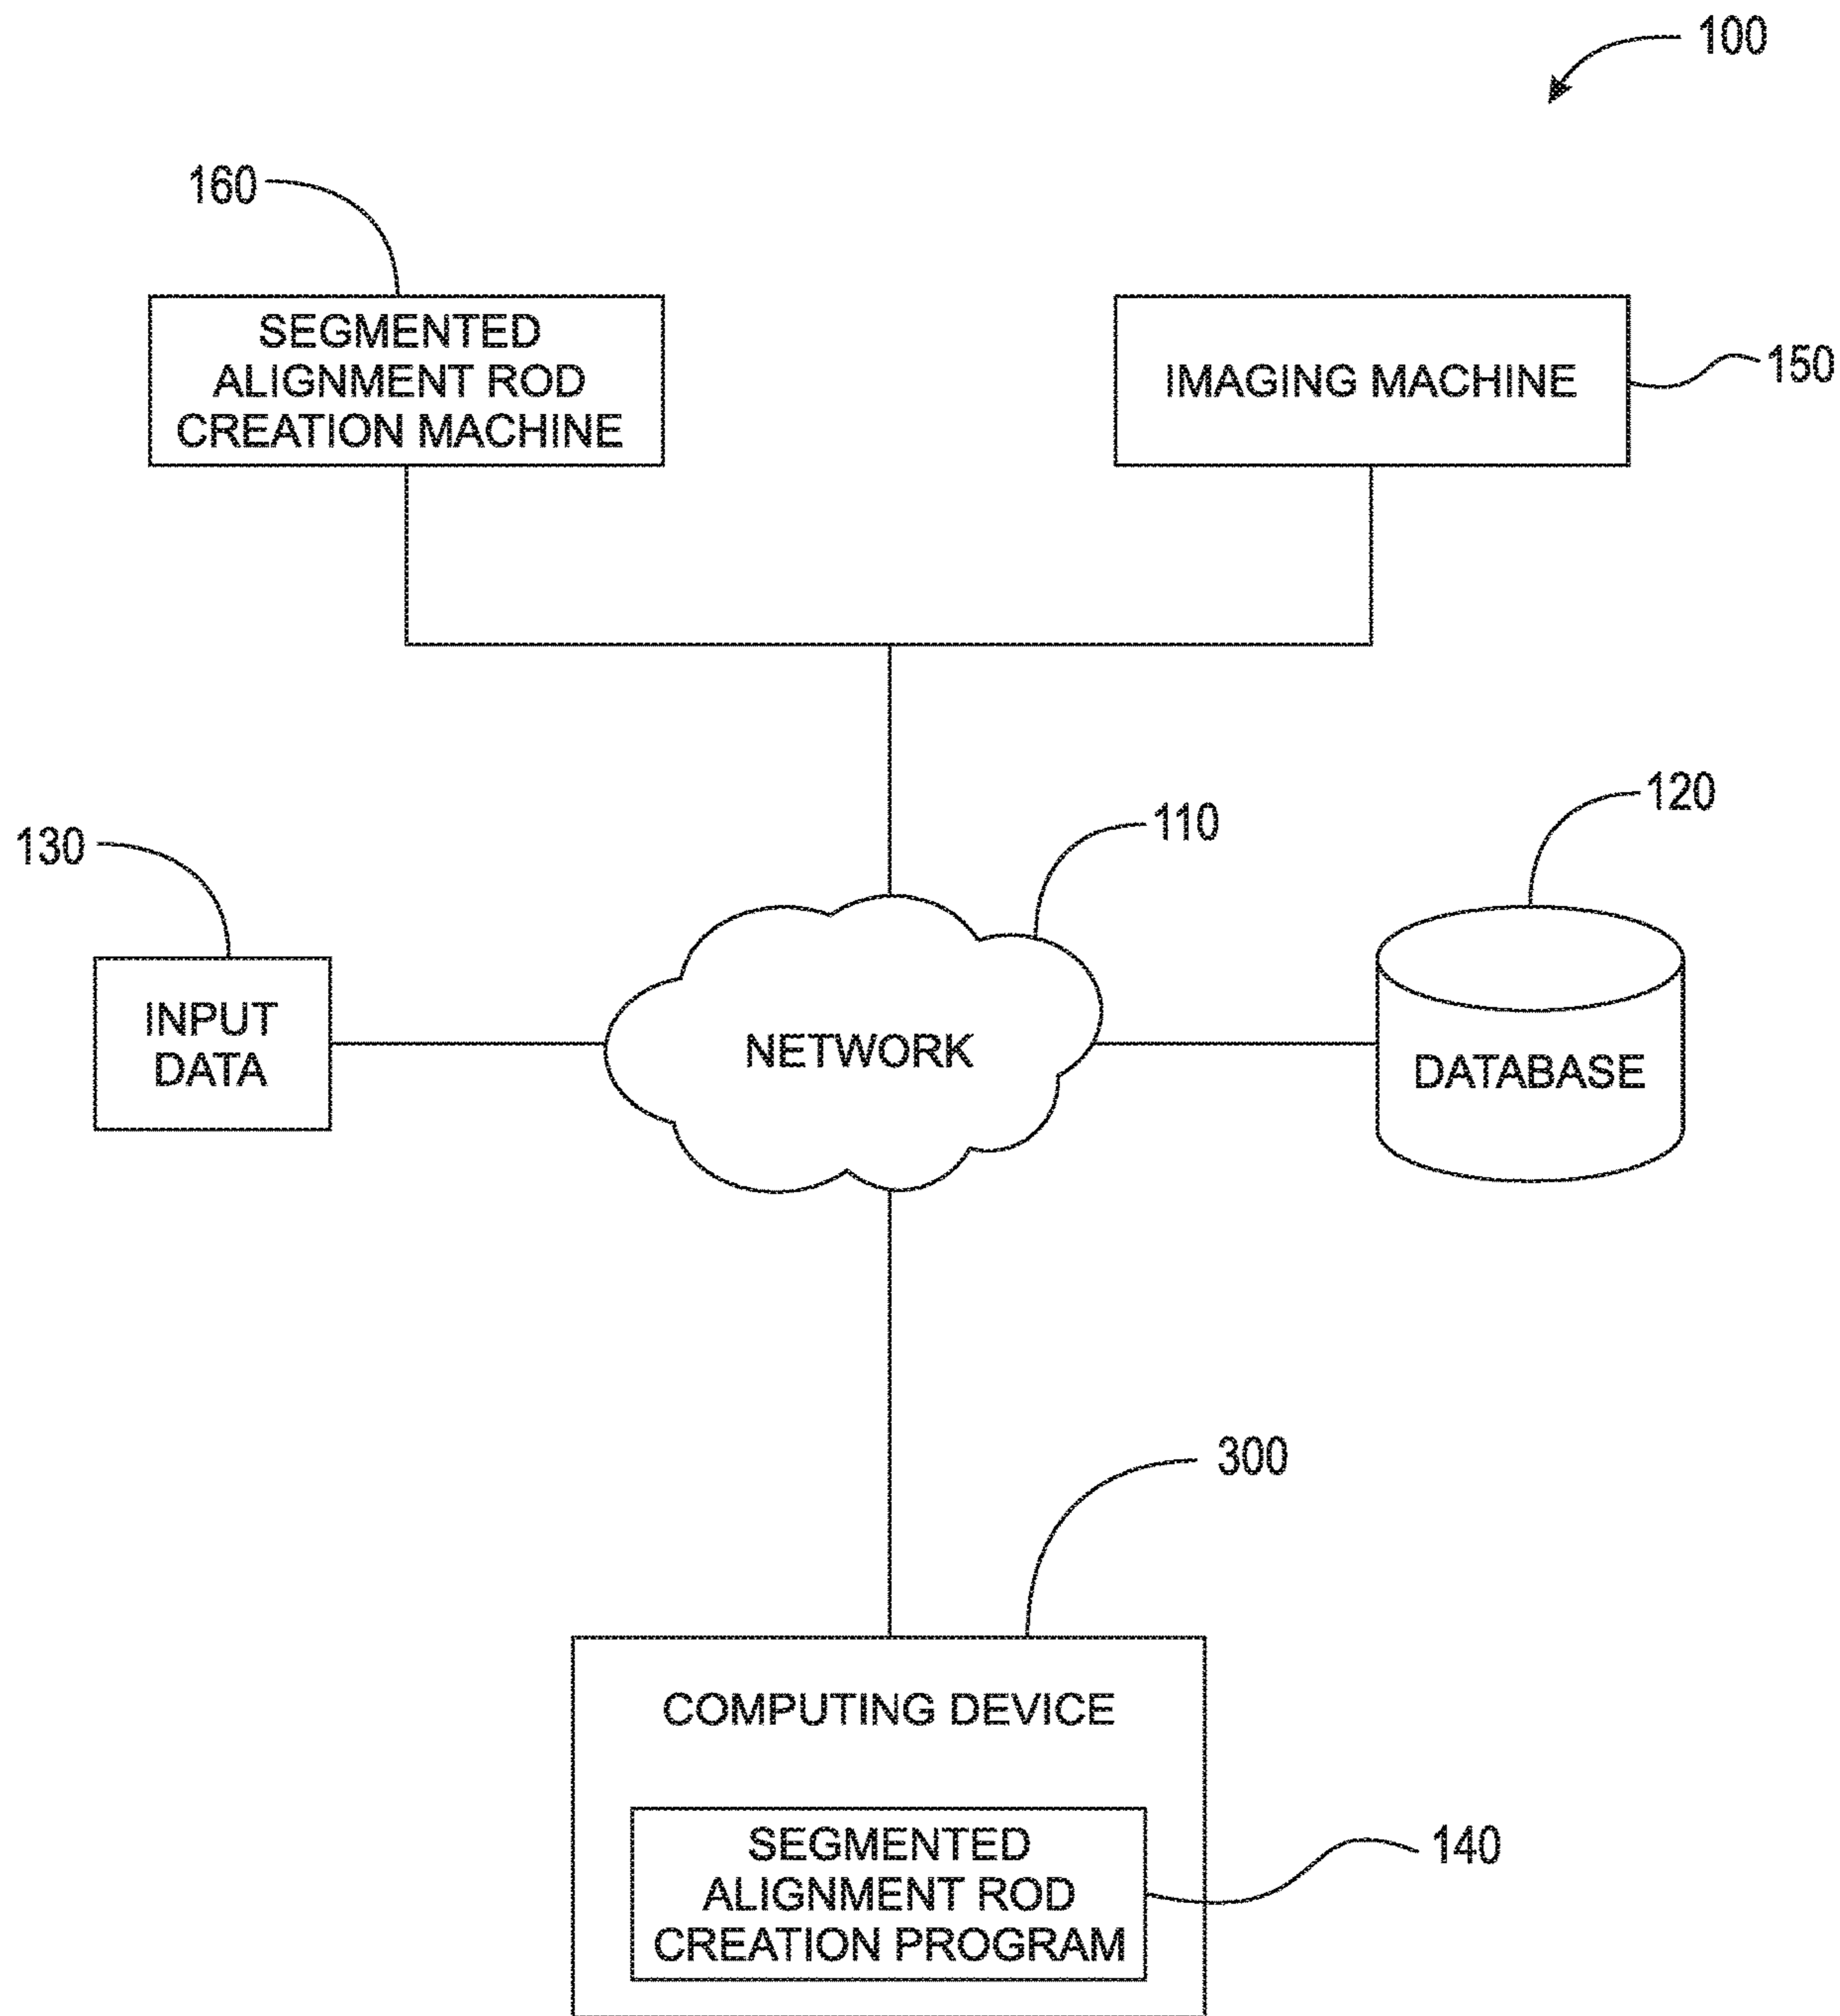 100
160
SEGMENTED
ALIGNMENT ROD
CREATION MACHINE
IMAGING MACHINE
150
130
110
120
INPUT
DATA
NETWORK
DATABASE
300
COMPUTING DEVICE
SEGMENTED
ALIGNMENT ROD
CREATION PROGRAM
140